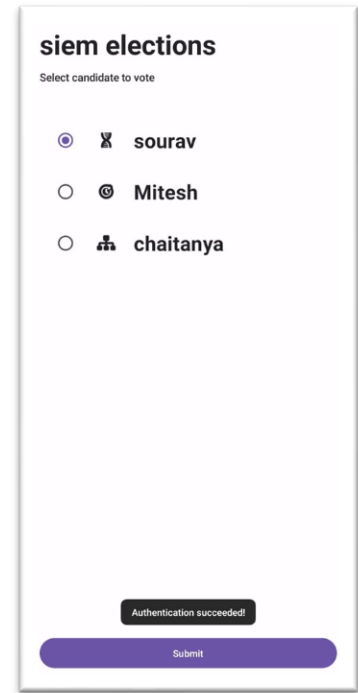 siem elections
Select candidate to vote
sourav
Mitesh
chaitanya
Authentication succeeded!
Submit